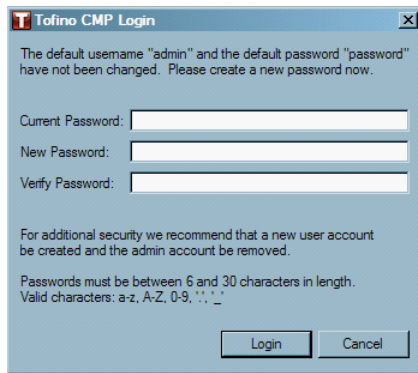 Tofino CMP Login
The default username "admin" and the default password "password"
have not been changed. Please create a new password now.
Current Password:
New Password:
Verify Password:
For additional security we recommend that a new user account
be created and the admin account be removed.
Passwords must be between 6 and 30 characters in length.
Valid characters: a-z, A-Z, 0-9, '.', '_'
Login Cancel